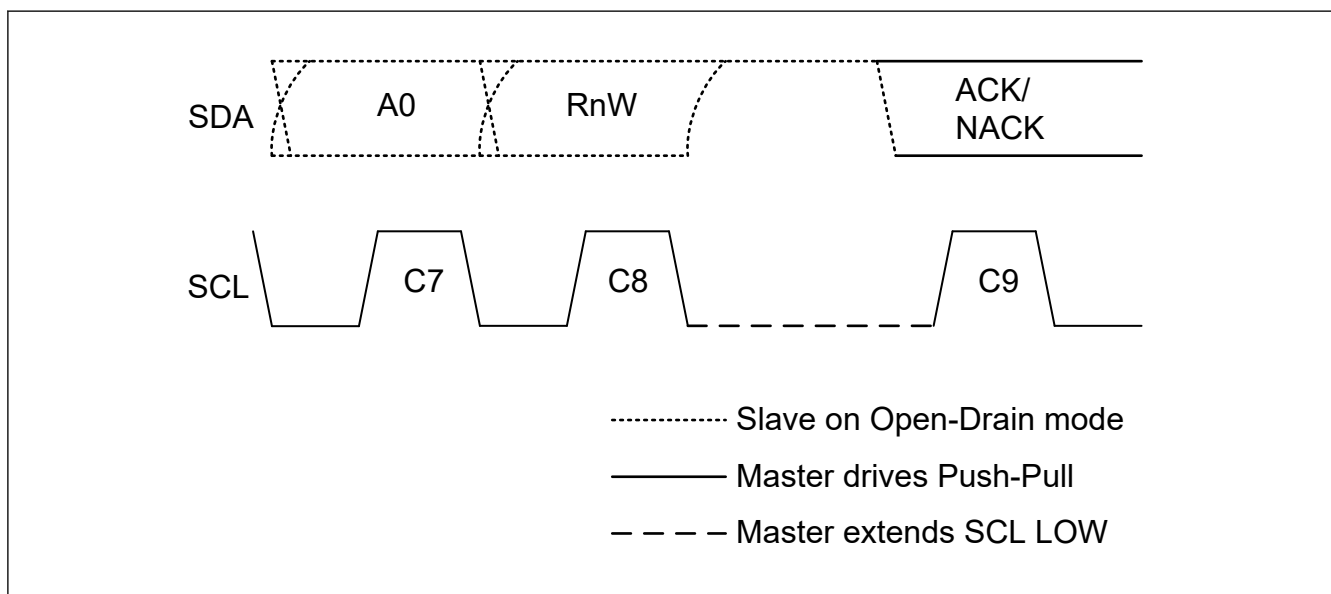 SDA
A0
RnW
ACK/
NACK
SCL
C7
C8
C9
Slave on Open-Drain mode
Master drives Push-Pull
Master extends SCL LOW